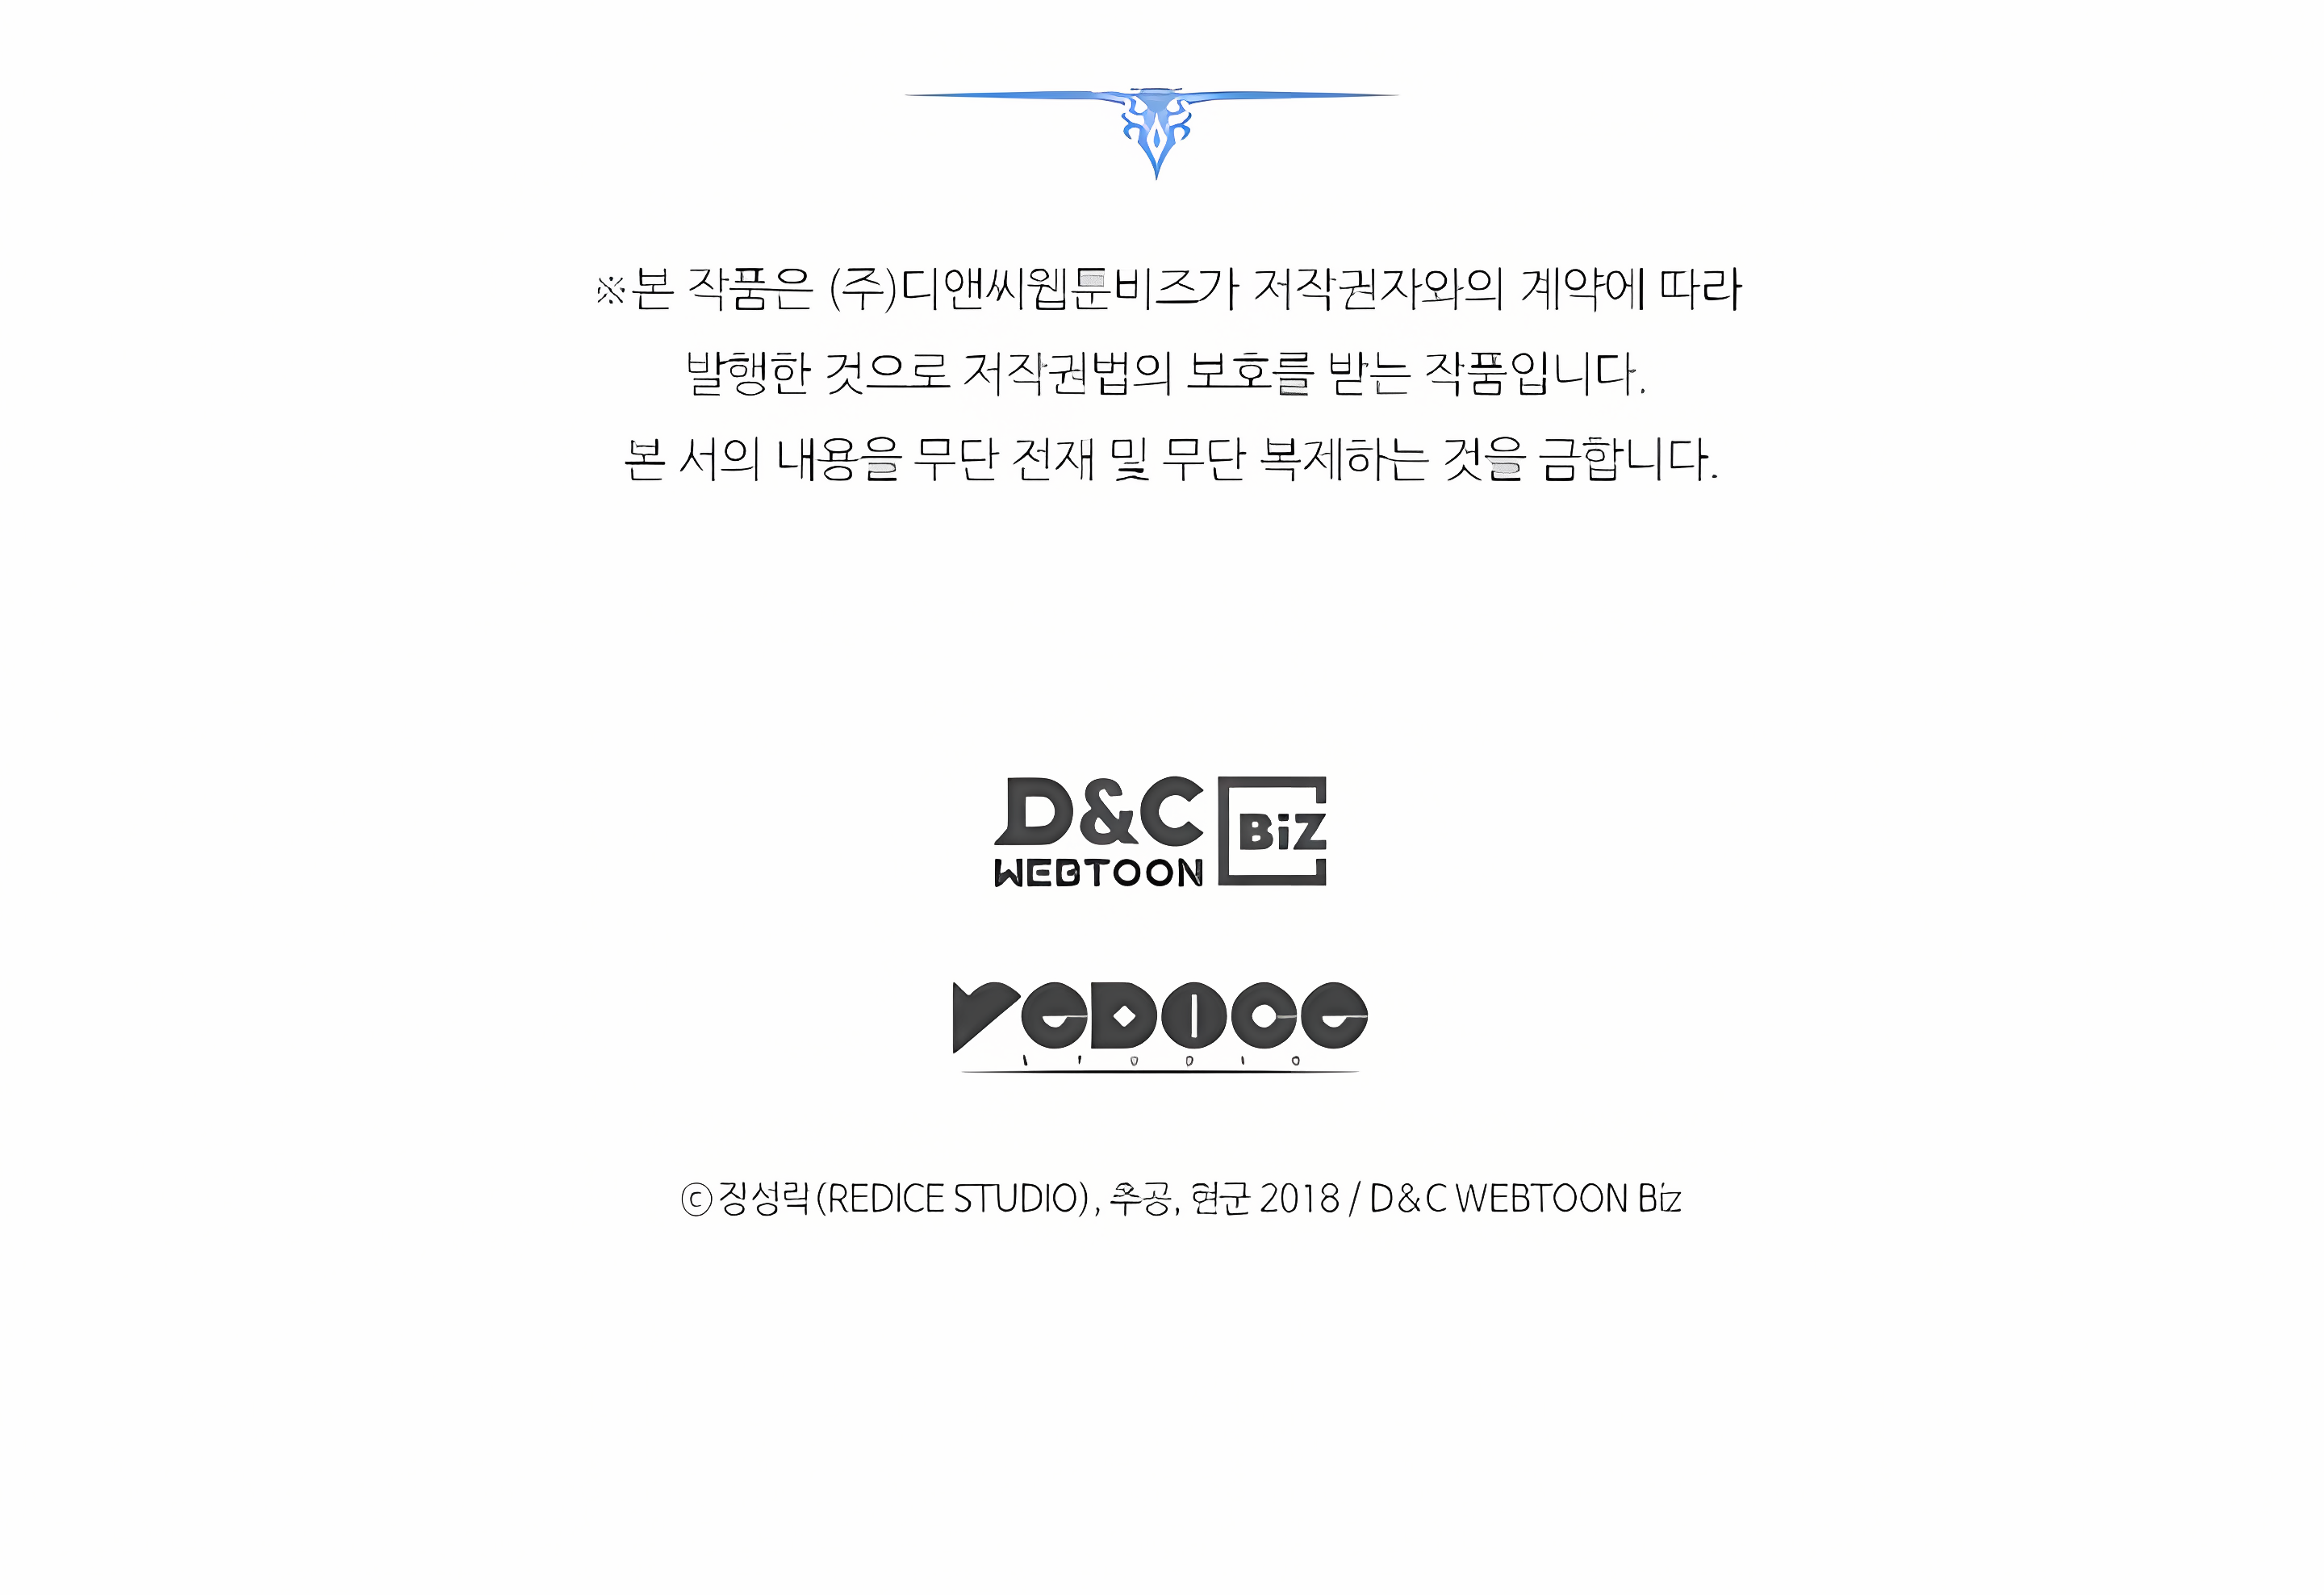 ※본 작품은 (주)디앤씨웹툰비즈가 저작권자와의 계약에 따라
발행한 것으로 저작권법의 보호를 받는 작품입니다.
본 서의 내용을 무단 전재 및 무단 복제하는 것을 금합니다.
D&C
WEBTOON
BiZ
reDice
ⓒ (REDICE STUDIO), 추공, 현군 2018 / D&C WEBTOON Biz